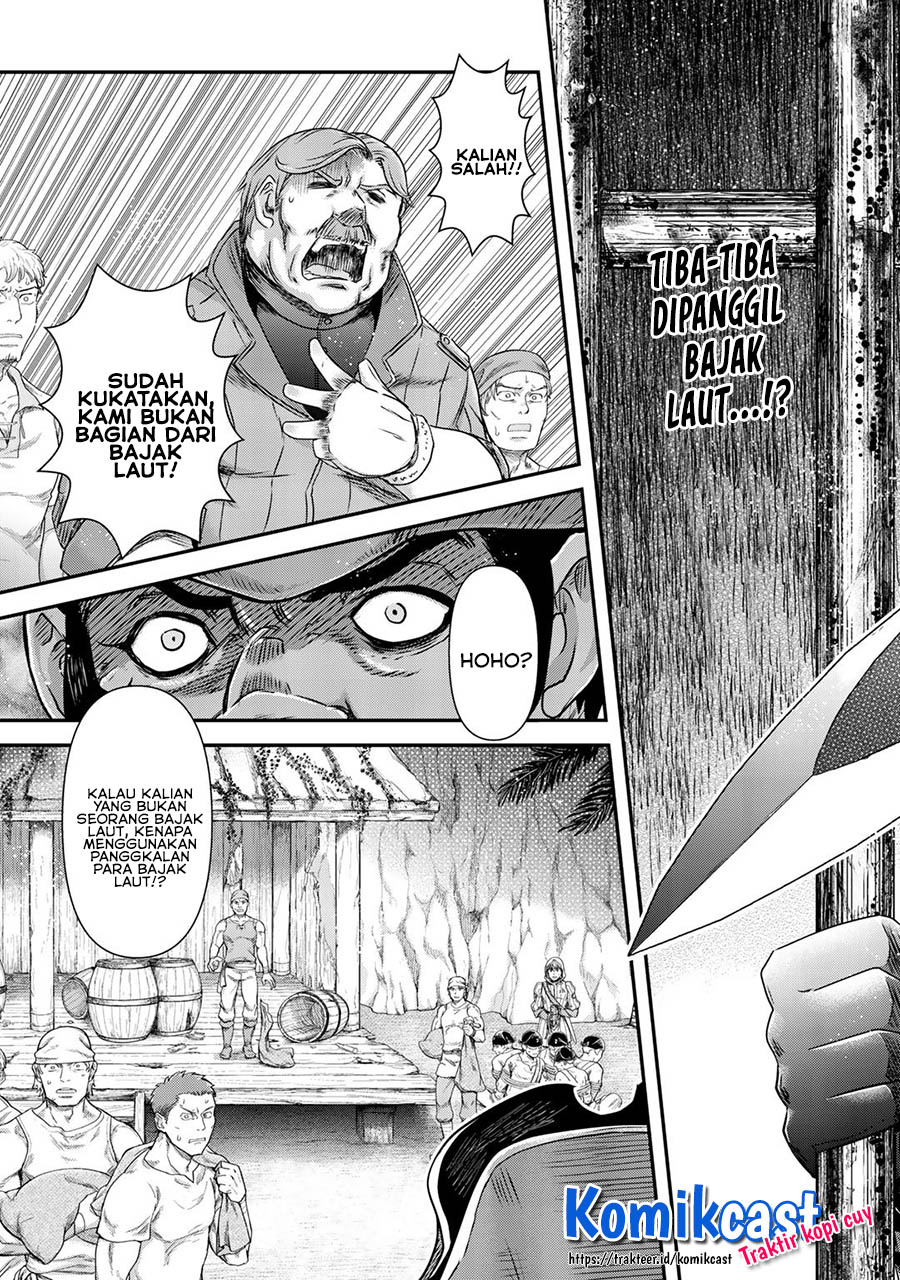 TIBA-TIBA
DIPANGGIL
BAJAK
LAUT...!?
KALIAN
SALAH!!
SUDAH
KUKATAKAN,
KAMI BUKAN
BAGIAN DARI
BAJAK
LAUT!
HOHO?
KALAU KALIAN
YANG BUKAN
SEORANG BAJAK
LAUT, KENAPA
MENGGUNAKAN
PANGGKALAN
PARA BAJAK
LAUT!?
Komikcast
Traktir kopi cuy
https://trakteer.id/komikcast